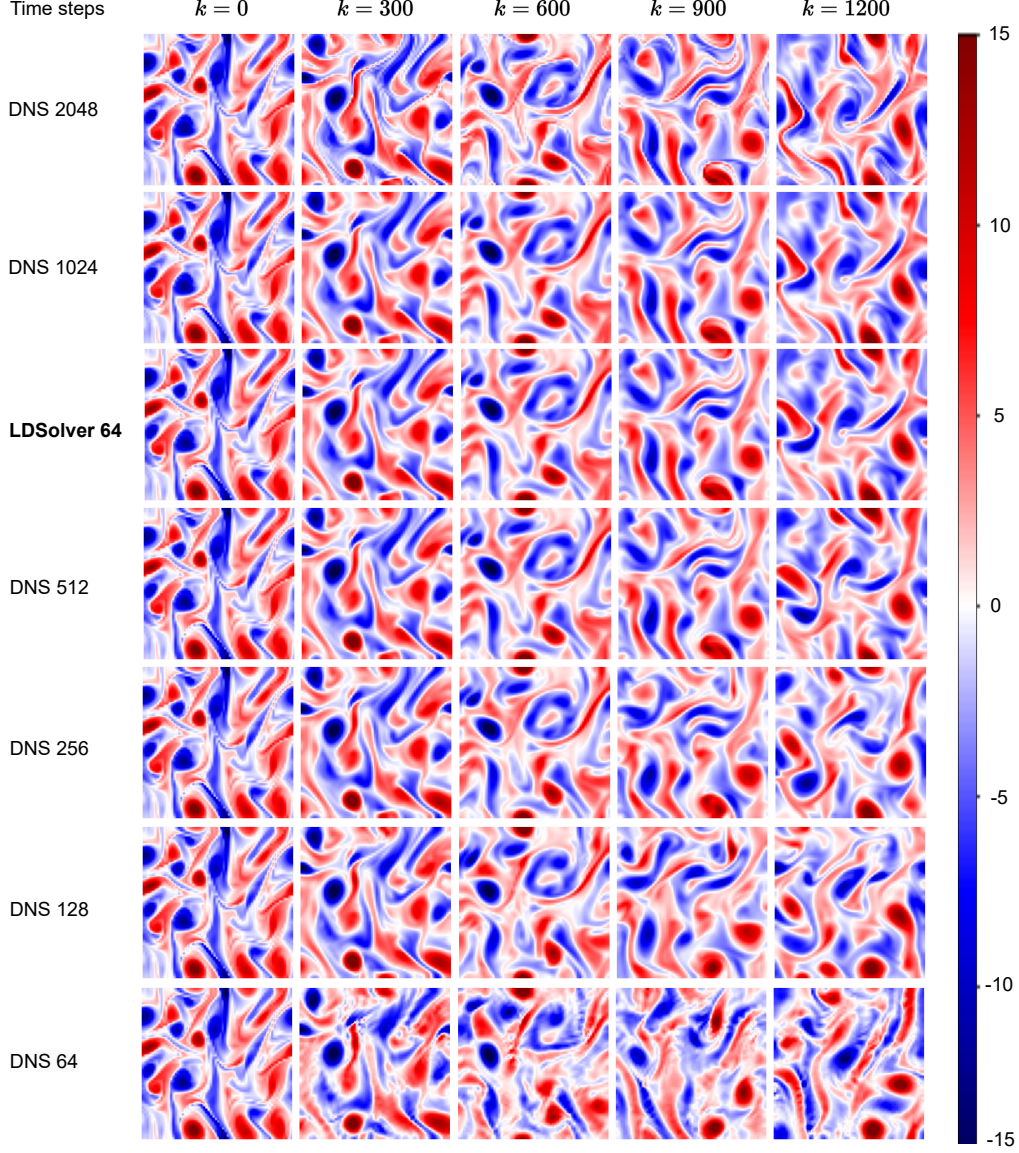 Time steps k = 0 k = 300 k = 600 k = 900 k = 1200
15
DNS 2048
10
DNS 1024
5
LDSolver 64
DNS 512
0
DNS 256
-5
DNS 128
-10
DNS 64
-15